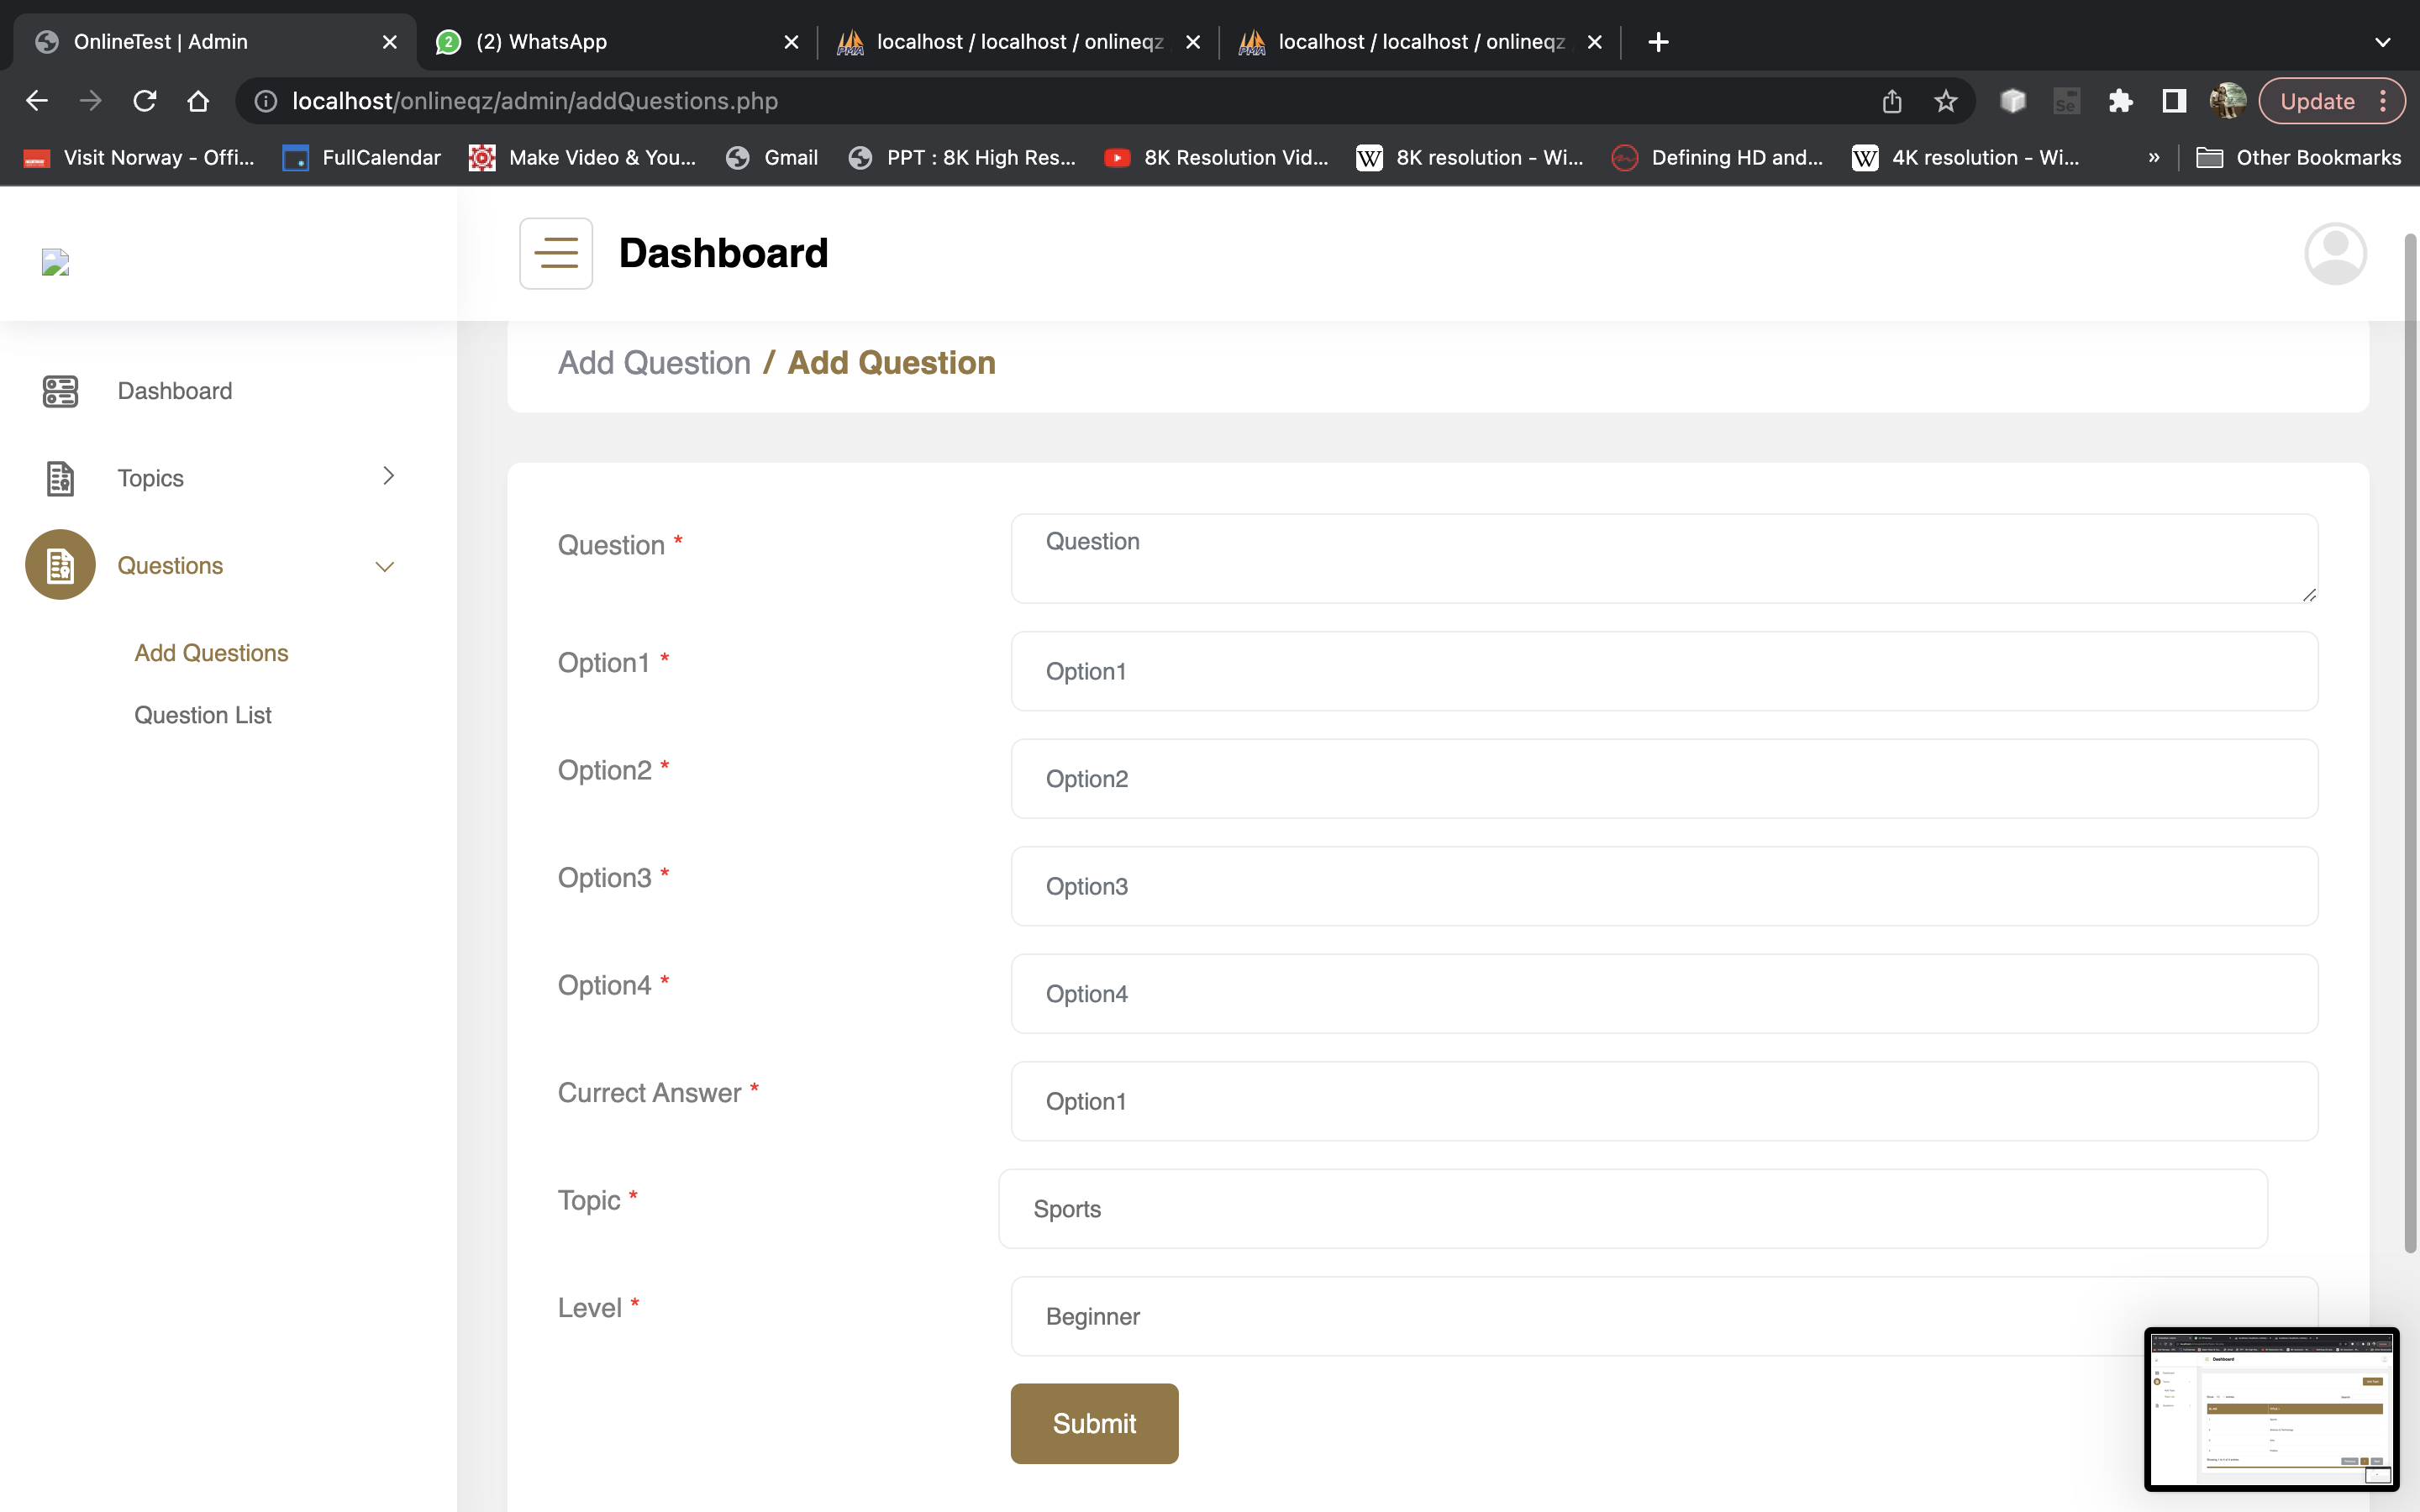 OnlineTest | Admin
(2) WhatsApp
localhost / localhost / onlineqz
localhost / localhost / onlineqz
localhost/onlineqz/admin/addQuestions.php
Update
Visit Norway - Offi...
FullCalendar
Make Video & You...
Gmail
PPT : 8K High Res...
8K Resolution Vid...
8K resolution - Wi...
Defining HD and...
4K resolution - Wi...
»
Other Bookmarks
Dashboard
Add Question / Add Question
Dashboard
Topics
Questions
Add Questions
Question List
Question *
Question
Option1 *
Option1
Option2 *
Option2
Option3 *
Option3
Option4 *
Option4
Currect Answer *
Option1
Topic *
Sports
Level *
Beginner
Submit